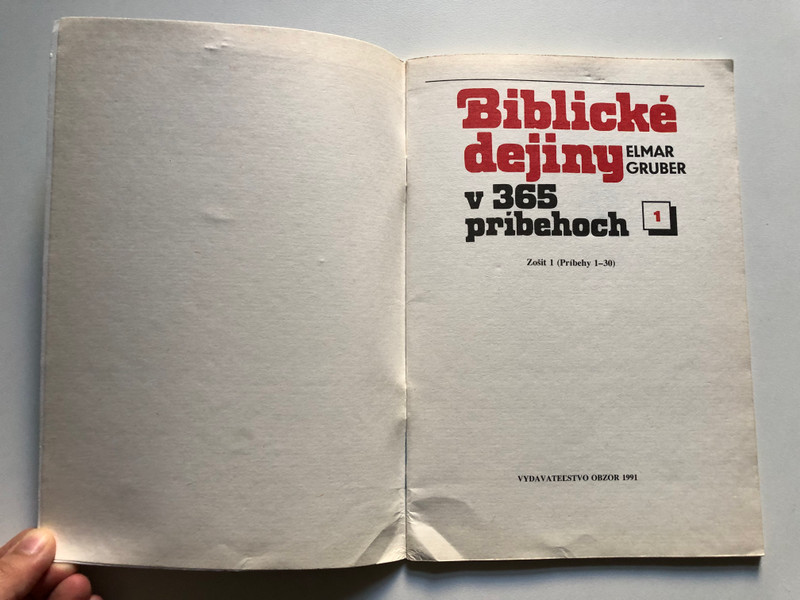 Biblické
dejiny
ELMAR
GRUBER
v 365
príbehoch
1
Zošit 1 (Príbehy 1–30)
VYDAVATEĽSTVO OBZOR 1991